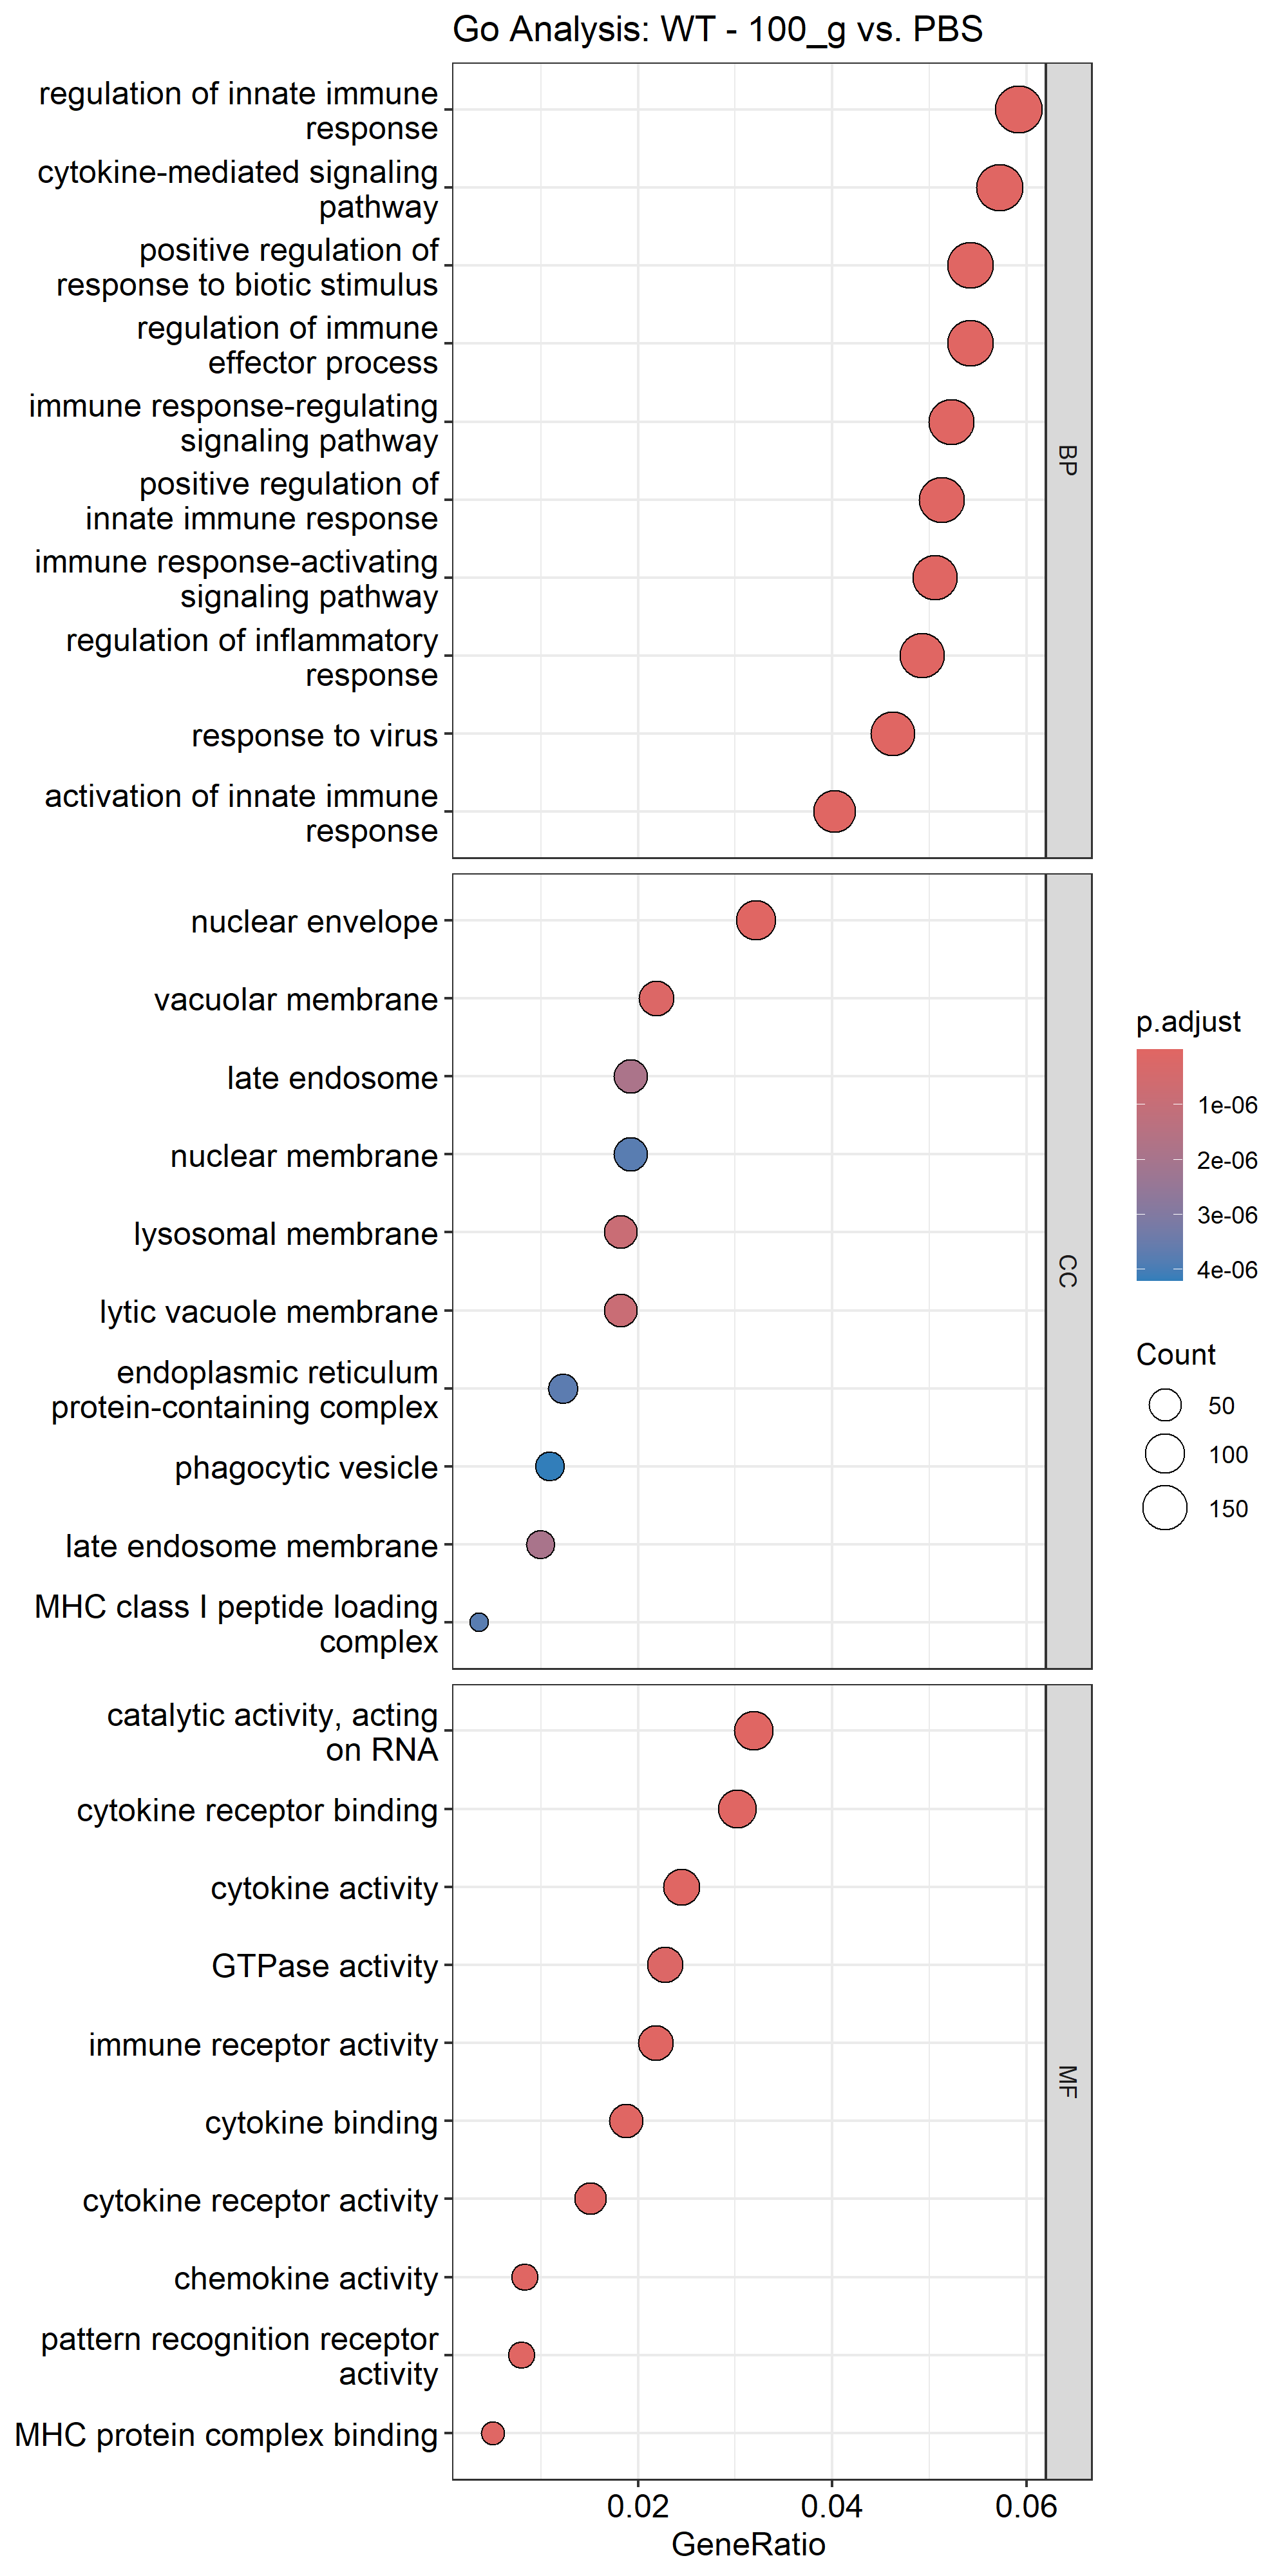 Go Analysis: WT - 100_g vs. PBS
regulation of innate immune
response
cytokine-mediated signaling
pathway
positive regulation of
response to biotic stimulus
regulation of immune
effector process
immune response-regulating
signaling pathway
positive regulation of
innate immune response
immune response-activating
signaling pathway
regulation of inflammatory
response
response to virus
activation of innate immune
response
BP
nuclear envelope
vacuolar membrane
late endosome
nuclear membrane
lysosomal membrane
lytic vacuole membrane
endoplasmic reticulum
protein-containing complex
phagocytic vesicle
late endosome membrane
MHC class I peptide loading
complex
CC
catalytic activity, acting
on RNA
cytokine receptor binding
cytokine activity
GTPase activity
immune receptor activity
cytokine binding
cytokine receptor activity
chemokine activity
pattern recognition receptor
activity
MHC protein complex binding
MF
0.02 0.04 0.06
GeneRatio
p.adjust
1e-06
2e-06
3e-06
4e-06
Count
50
100
150